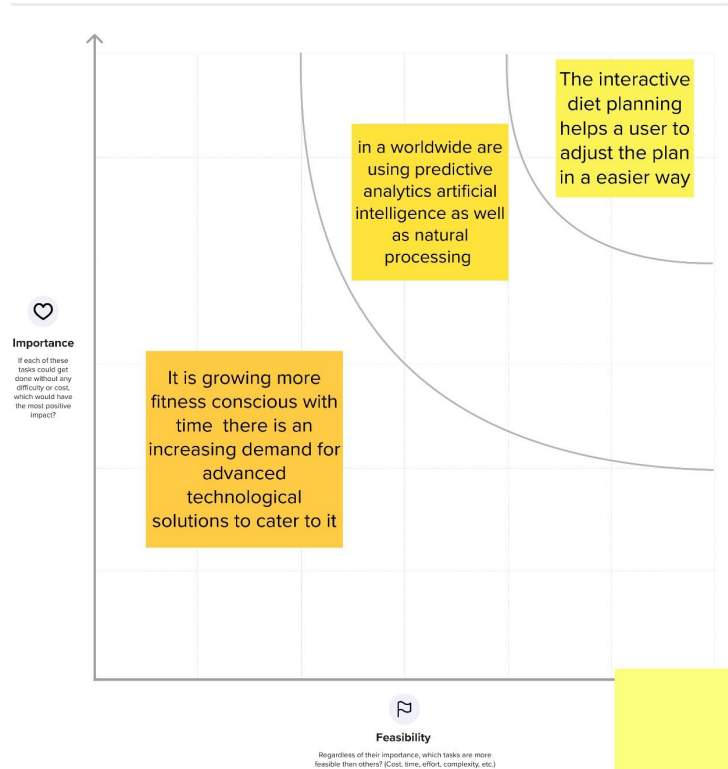 The interactive
diet planning
helps a user to
adjust the plan
in a easier way
in a worldwide are
using predictive
analytics artificial
intelligence as well
as natural
processing
Importance
If each of these
tasks could get
done without any
difficulty or cost,
which would have
the most positive
impact?
It is growing more
fitness conscious with
time there is an
increasing demand for
advanced
technological
solutions to cater to it
Feasibility
Regardless of their importance, which tasks are more
feasible than others? (Cost, time, effort, complexity, etc.)